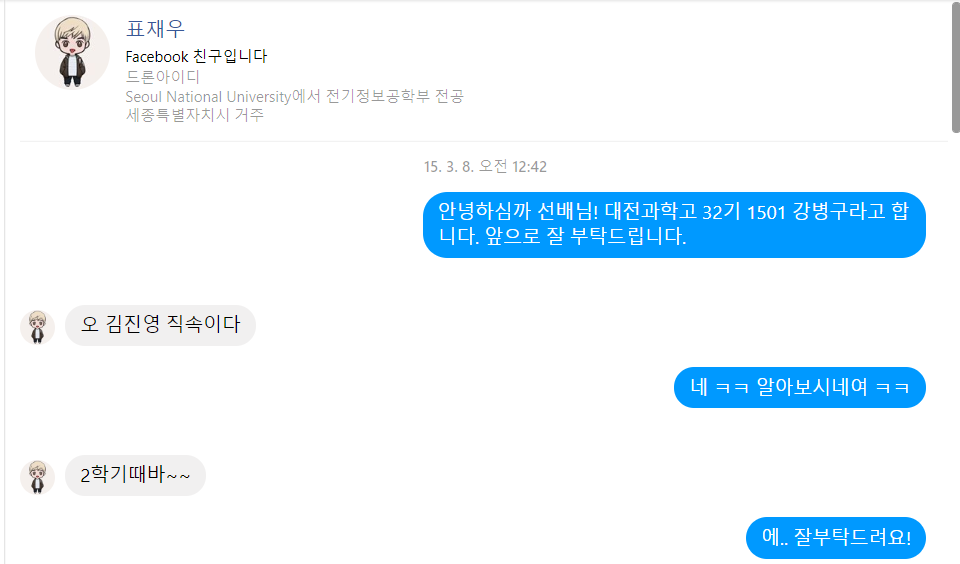 표재우
Facebook 친구입니다
드론아이디
Seoul National University에서 전기정보공학부 전공
세종특별자치시 거주
15. 3. 8. 오전 12:42
안녕하심까 선배님! 대전과학고 32기 1501 강병구라고 합
니다. 앞으로 잘 부탁드립니다.
오 김진영 직속이다
네 ㅋㅋ 알아보시네여 ㅋㅋ
2학기때바~~
에.. 잘부탁드려요!